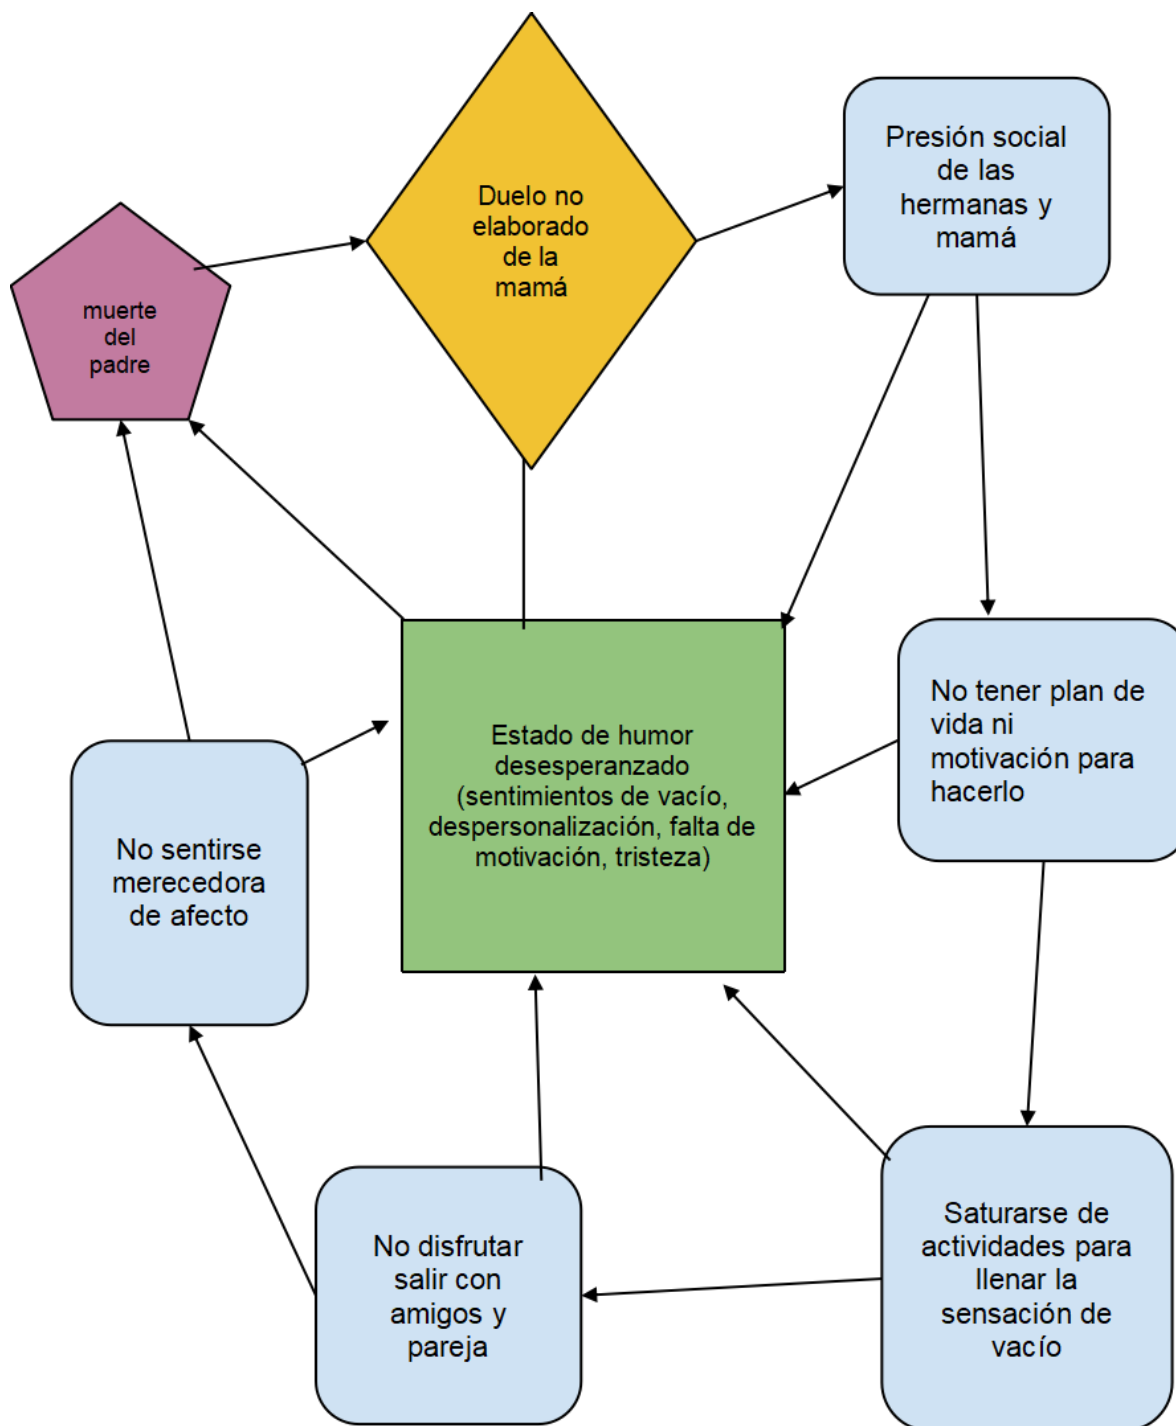 Duelo no
elaborado
de la
mamá
Presión social
de las
hermanas y
mamá
muerte
del
padre
Estado de humor
desesperanzado
(sentimientos de vacío,
despersonalización, falta de
motivación, tristeza)
No tener plan de
vida ni
motivación para
hacerlo
No sentirse
merecedora
de afecto
No disfrutar
salir con
amigos y
pareja
Saturarse de
actividades para
llenar la
sensación de
vacío